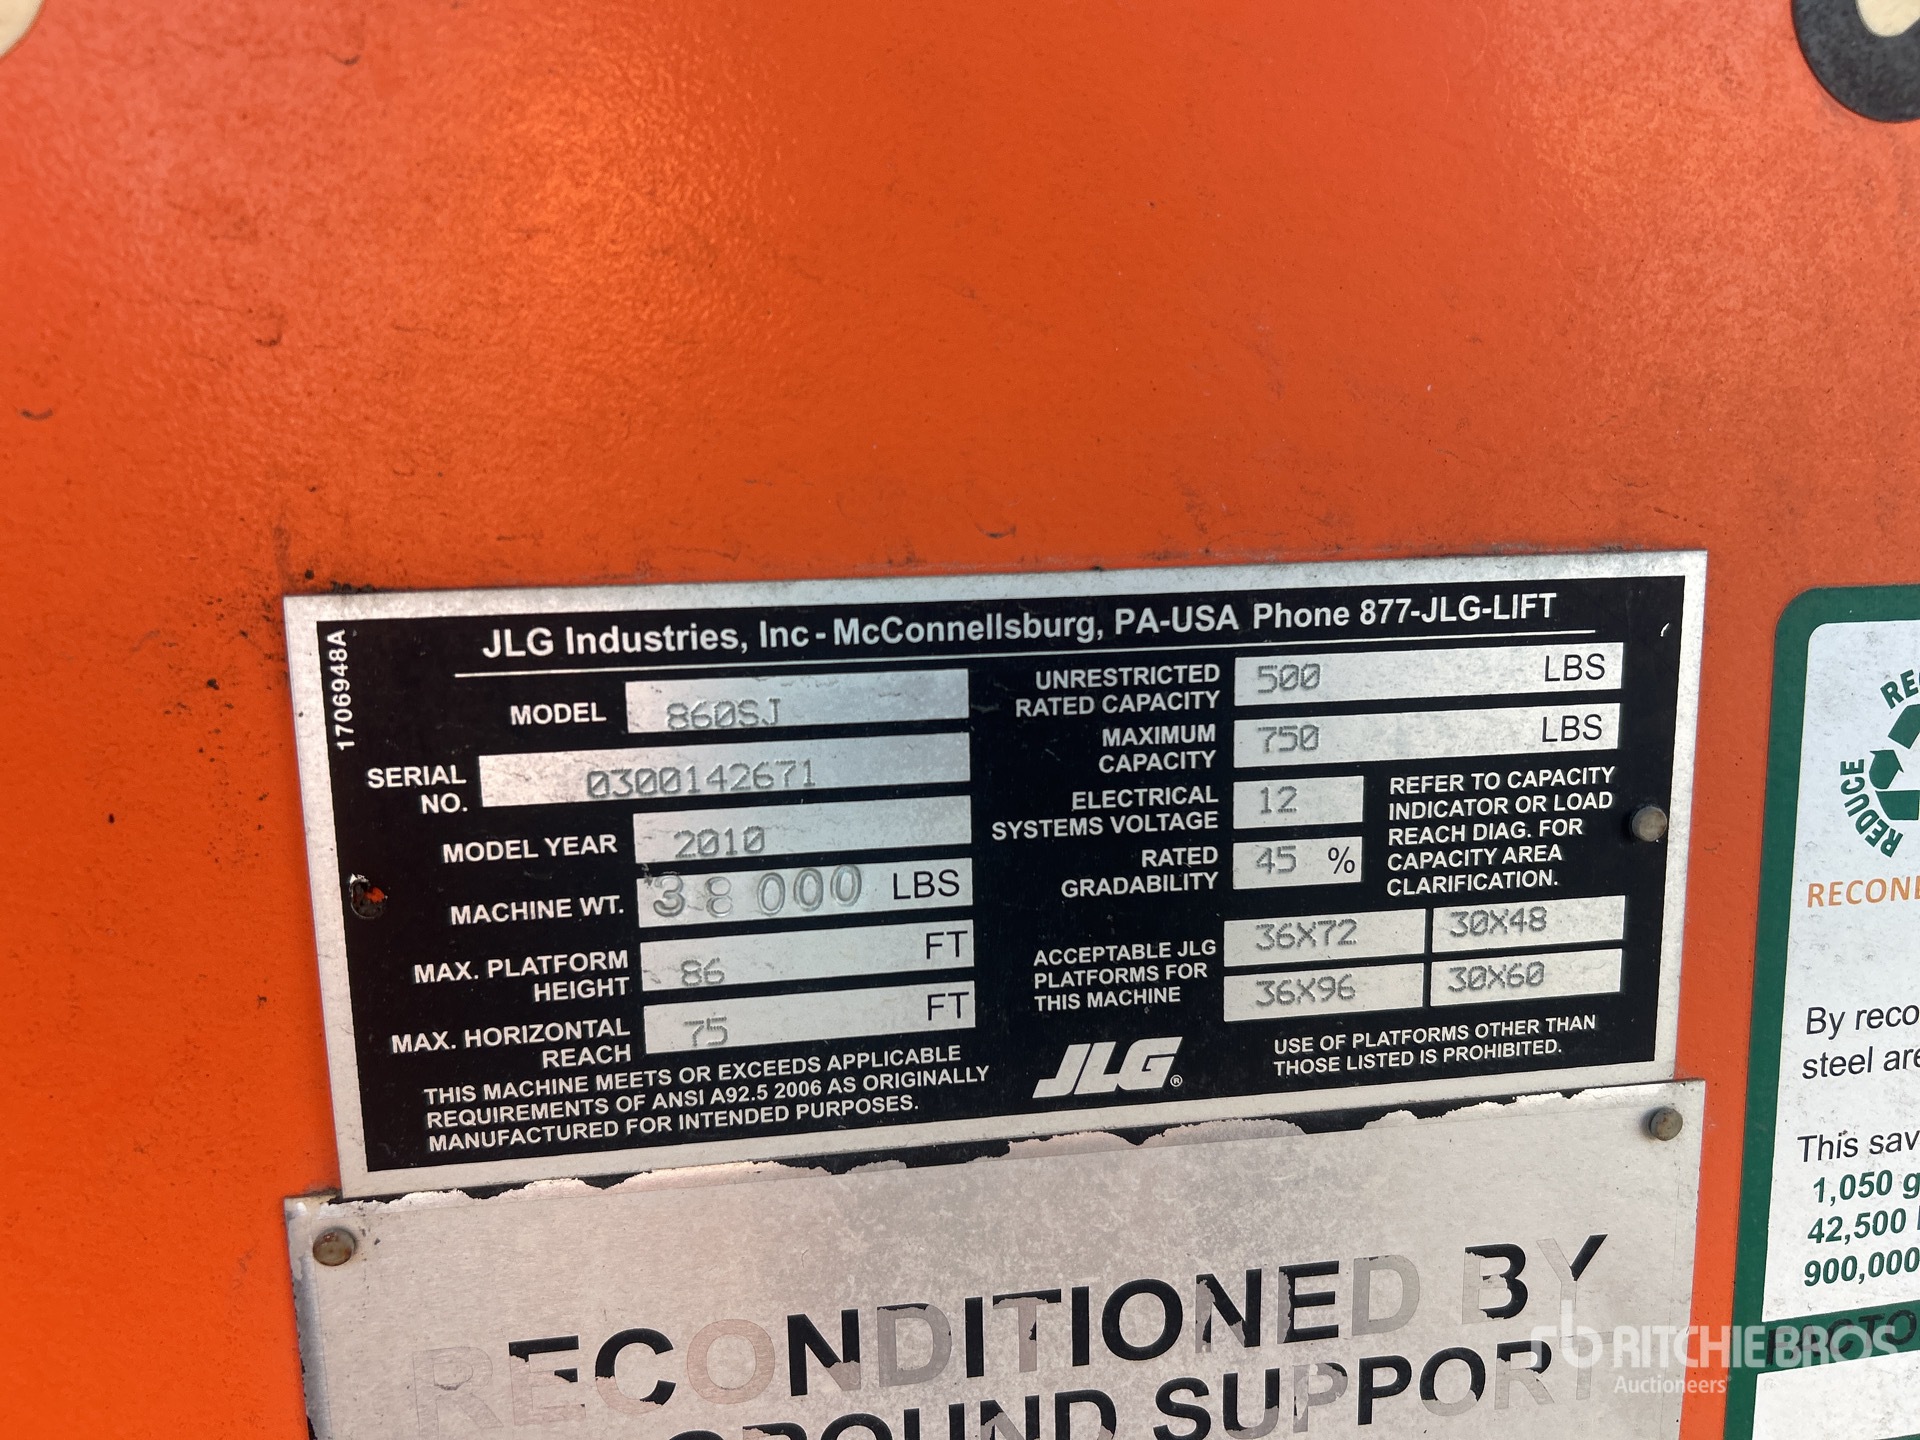 JLG Industries, Inc - McConnellsburg, PA-USA Phone 877-JLG-LIFT
1706948A
MODEL 860SJ
SERIAL NO. 0300142671
MODEL YEAR 2010
MACHINE WT. 38000 LBS
MAX. PLATFORM HEIGHT 86 FT
MAX. HORIZONTAL REACH 75 FT
THIS MACHINE MEETS OR EXCEEDS APPLICABLE
REQUIREMENTS OF ANSI A92.5 2006 AS ORIGINALLY
MANUFACTURED FOR INTENDED PURPOSES.
UNRESTRICTED RATED CAPACITY 500 LBS
MAXIMUM CAPACITY 750 LBS
ELECTRICAL SYSTEMS VOLTAGE 12
RATED GRADABILITY 45 %
REFER TO CAPACITY
INDICATOR OR LOAD
REACH DIAG. FOR
CAPACITY AREA
CLARIFICATION.
ACCEPTABLE JLG
PLATFORMS FOR
THIS MACHINE
36X72 30X48
36X96 30X60
JLG®
USE OF PLATFORMS OTHER THAN
THOSE LISTED IS PROHIBITED.
RECONDITIONED BY
GROUND SUPPORT
REDUCE
By reco
steel are
This sav
1,050 g
42,500
900,000
rb RITCHIE BROS
Auctioneers